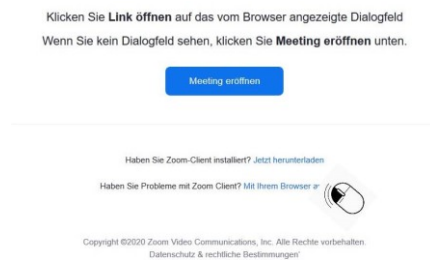 Klicken Sie Link öffnen auf das vom Browser angezeigte Dialogfeld
Wenn Sie kein Dialogfeld sehen, klicken Sie Meeting eröffnen unten.
Meeting eröffnen
Haben Sie Zoom-Client installiert? Jetzt herunterladen
Haben Sie Probleme mit Zoom Client? Mit Ihrem Browser
Copyright ©2020 Zoom Video Communications, Inc. Alle Rechte vorbehalten.
Datenschutz & rechtliche Bestimmungen